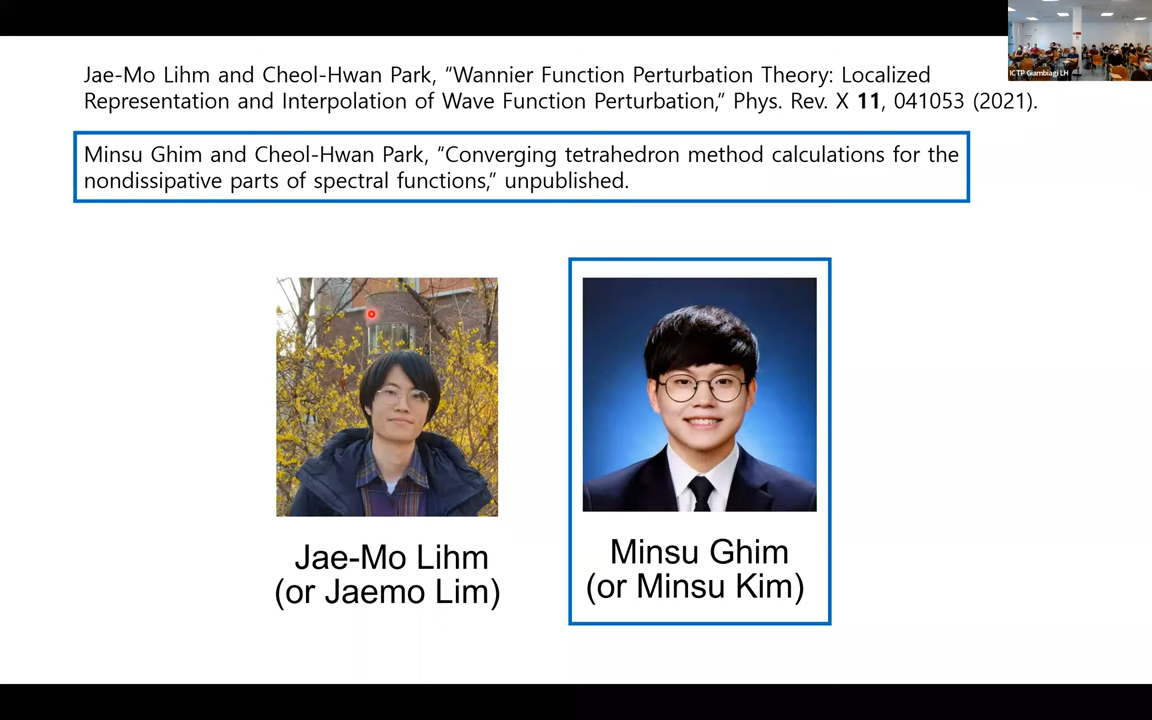 ICTP Giambiagi LH
Jae-Mo Lihm and Cheol-Hwan Park, “Wannier Function Perturbation Theory: Localized
Representation and Interpolation of Wave Function Perturbation,” Phys. Rev. X 11, 041053 (2021).
Minsu Ghim and Cheol-Hwan Park, “Converging tetrahedron method calculations for the
nondissipative parts of spectral functions,” unpublished.
Jae-Mo Lihm
(or Jaemo Lim)
Minsu Ghim
(or Minsu Kim)